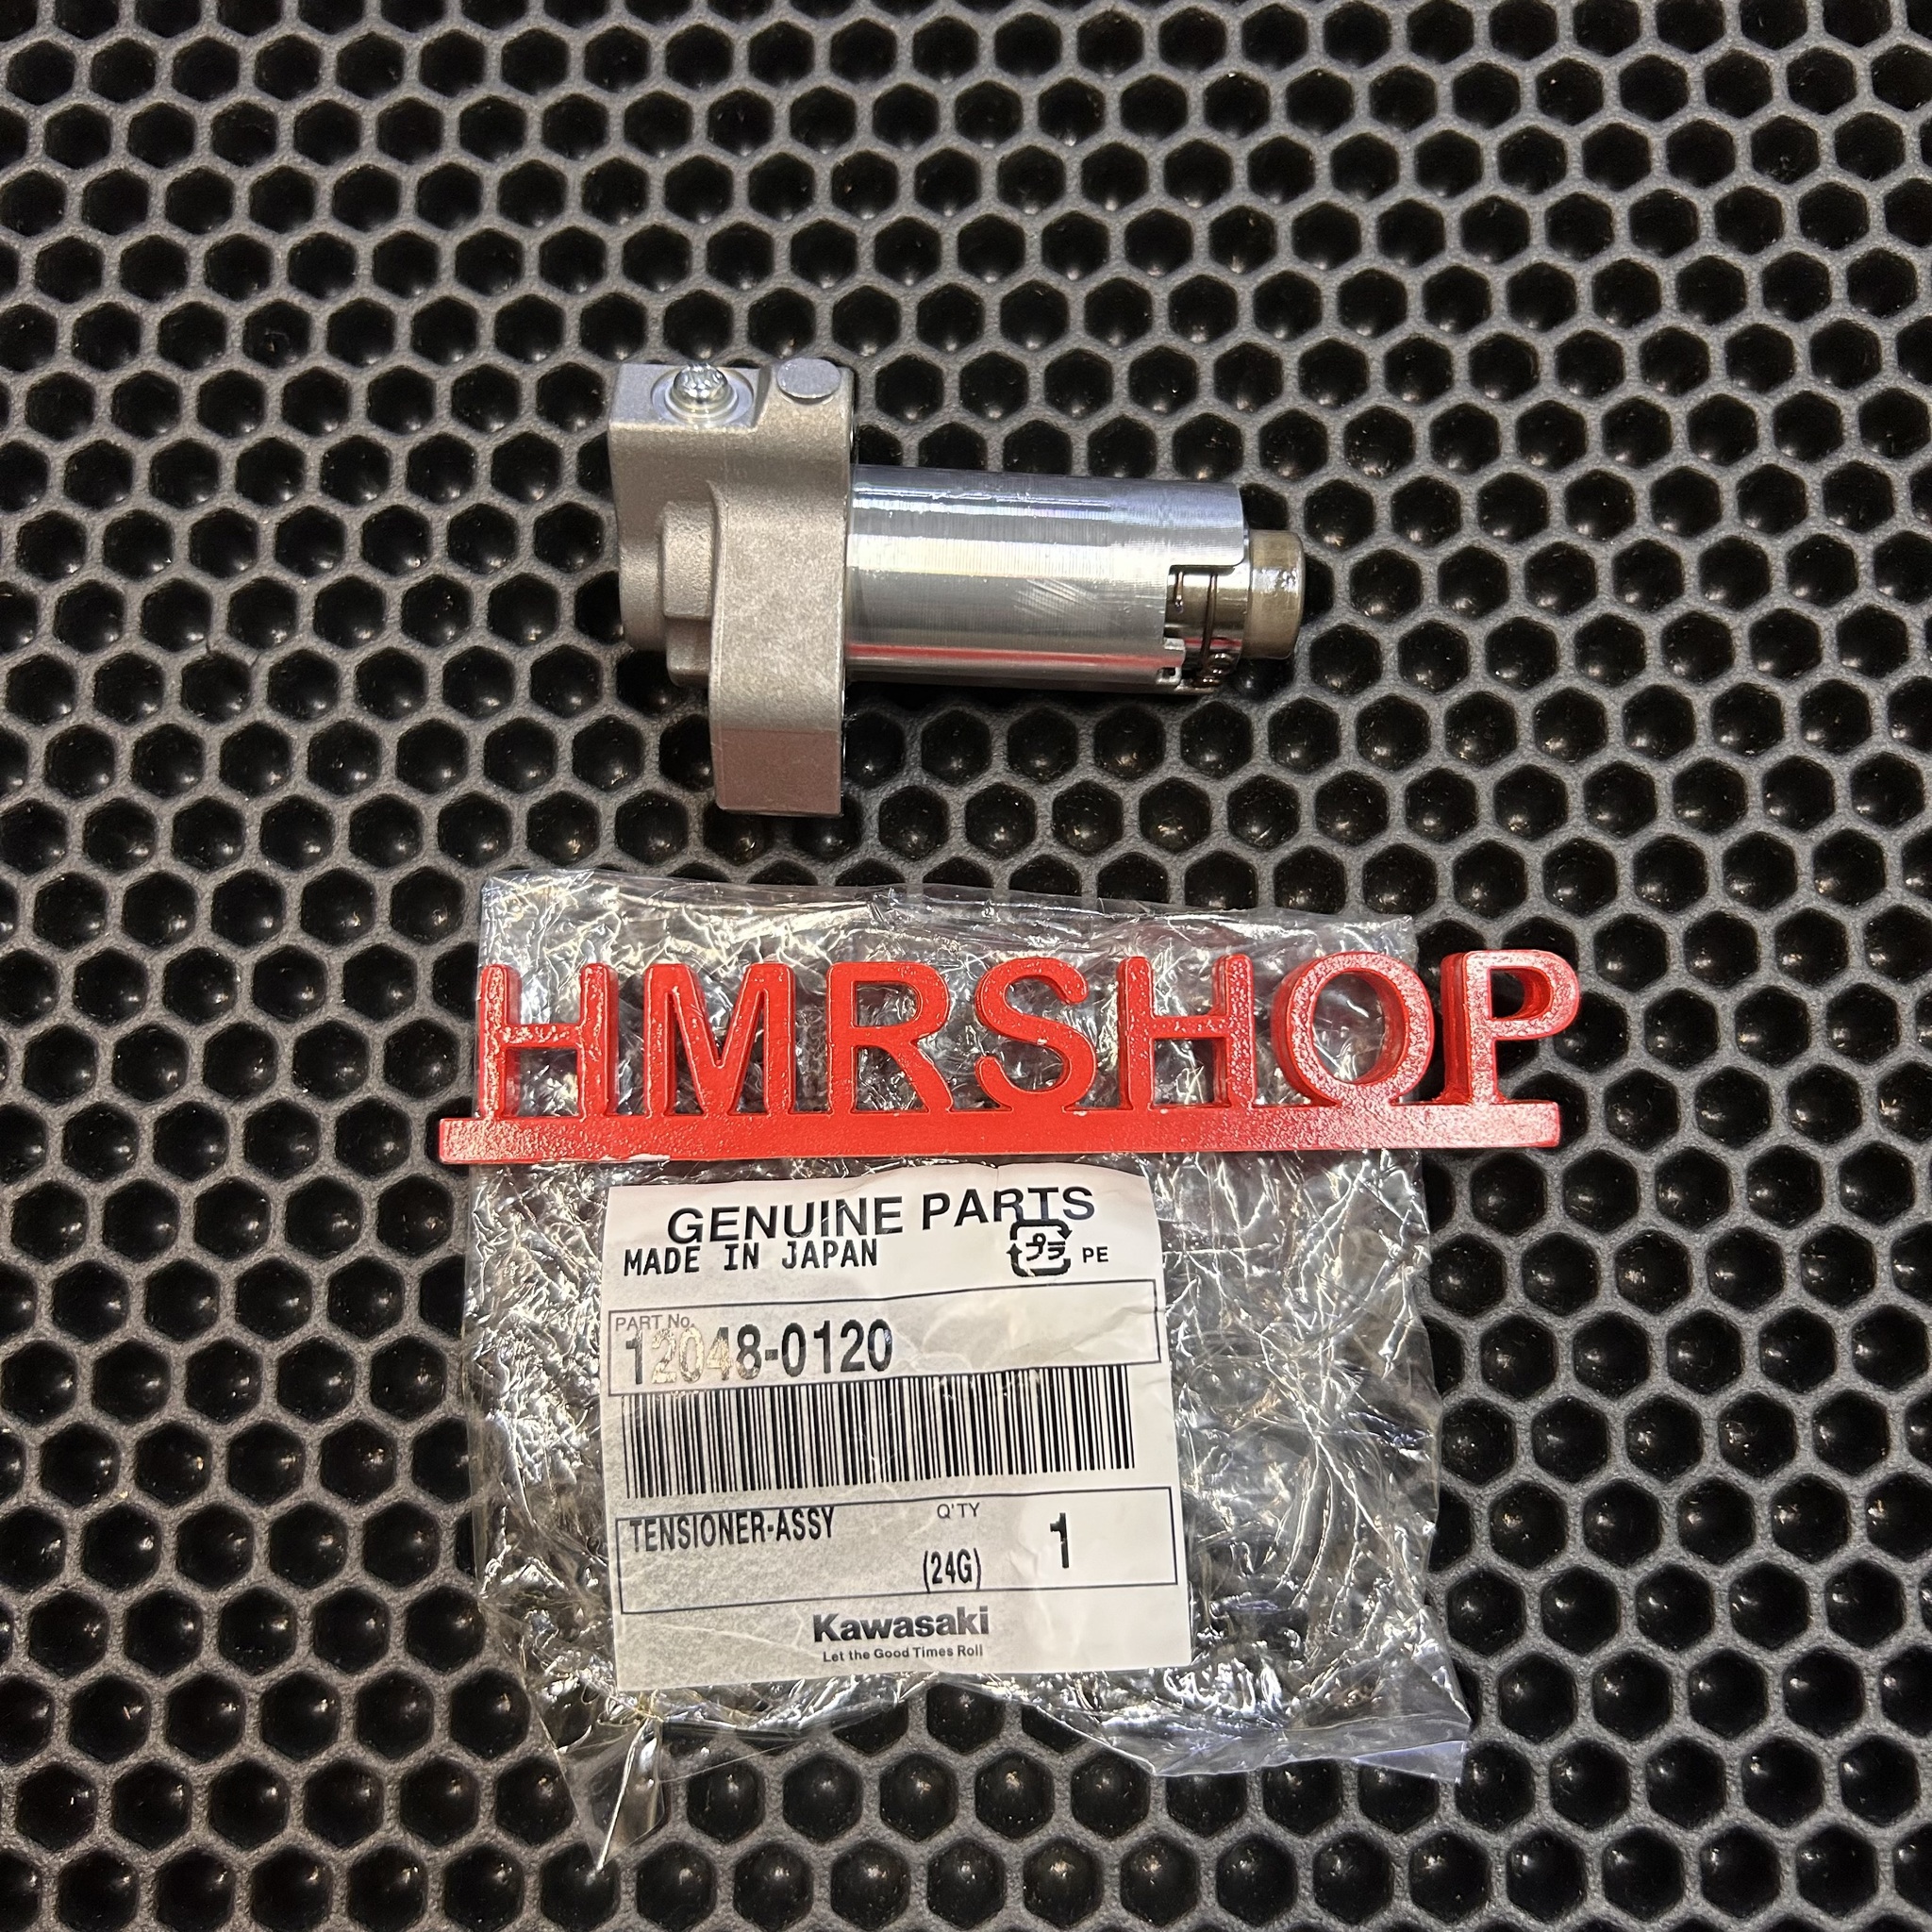 HMRSHOP
GENUINE PARTS
MADE IN JAPAN
プラ PE
PART No.
12048-0120
TENSIONER-ASSY Q'TY
(24G) 1
Kawasaki
Let the Good Times Roll